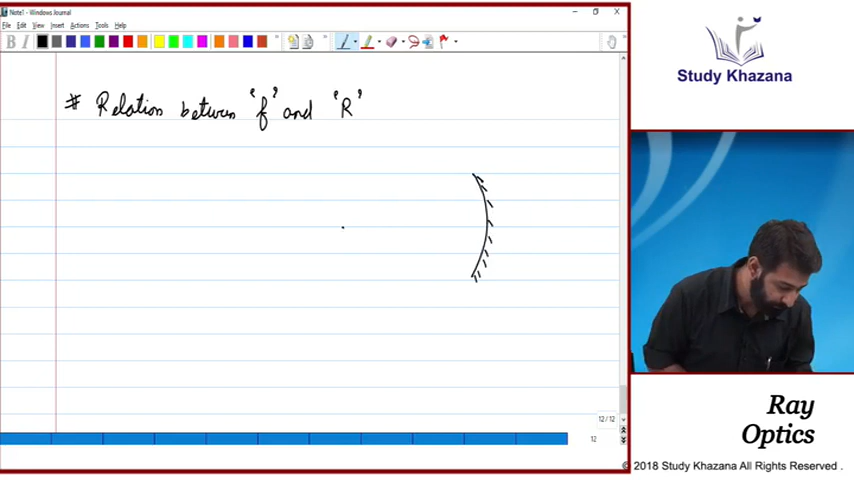 Note1 - Windows Journal
File Edit View Insert Actions Tools Help
B I
# Relation between 'f' and 'R'
12 / 12
12
Study Khazana
Ray
Optics
© 2018 Study Khazana All Rights Reserved .